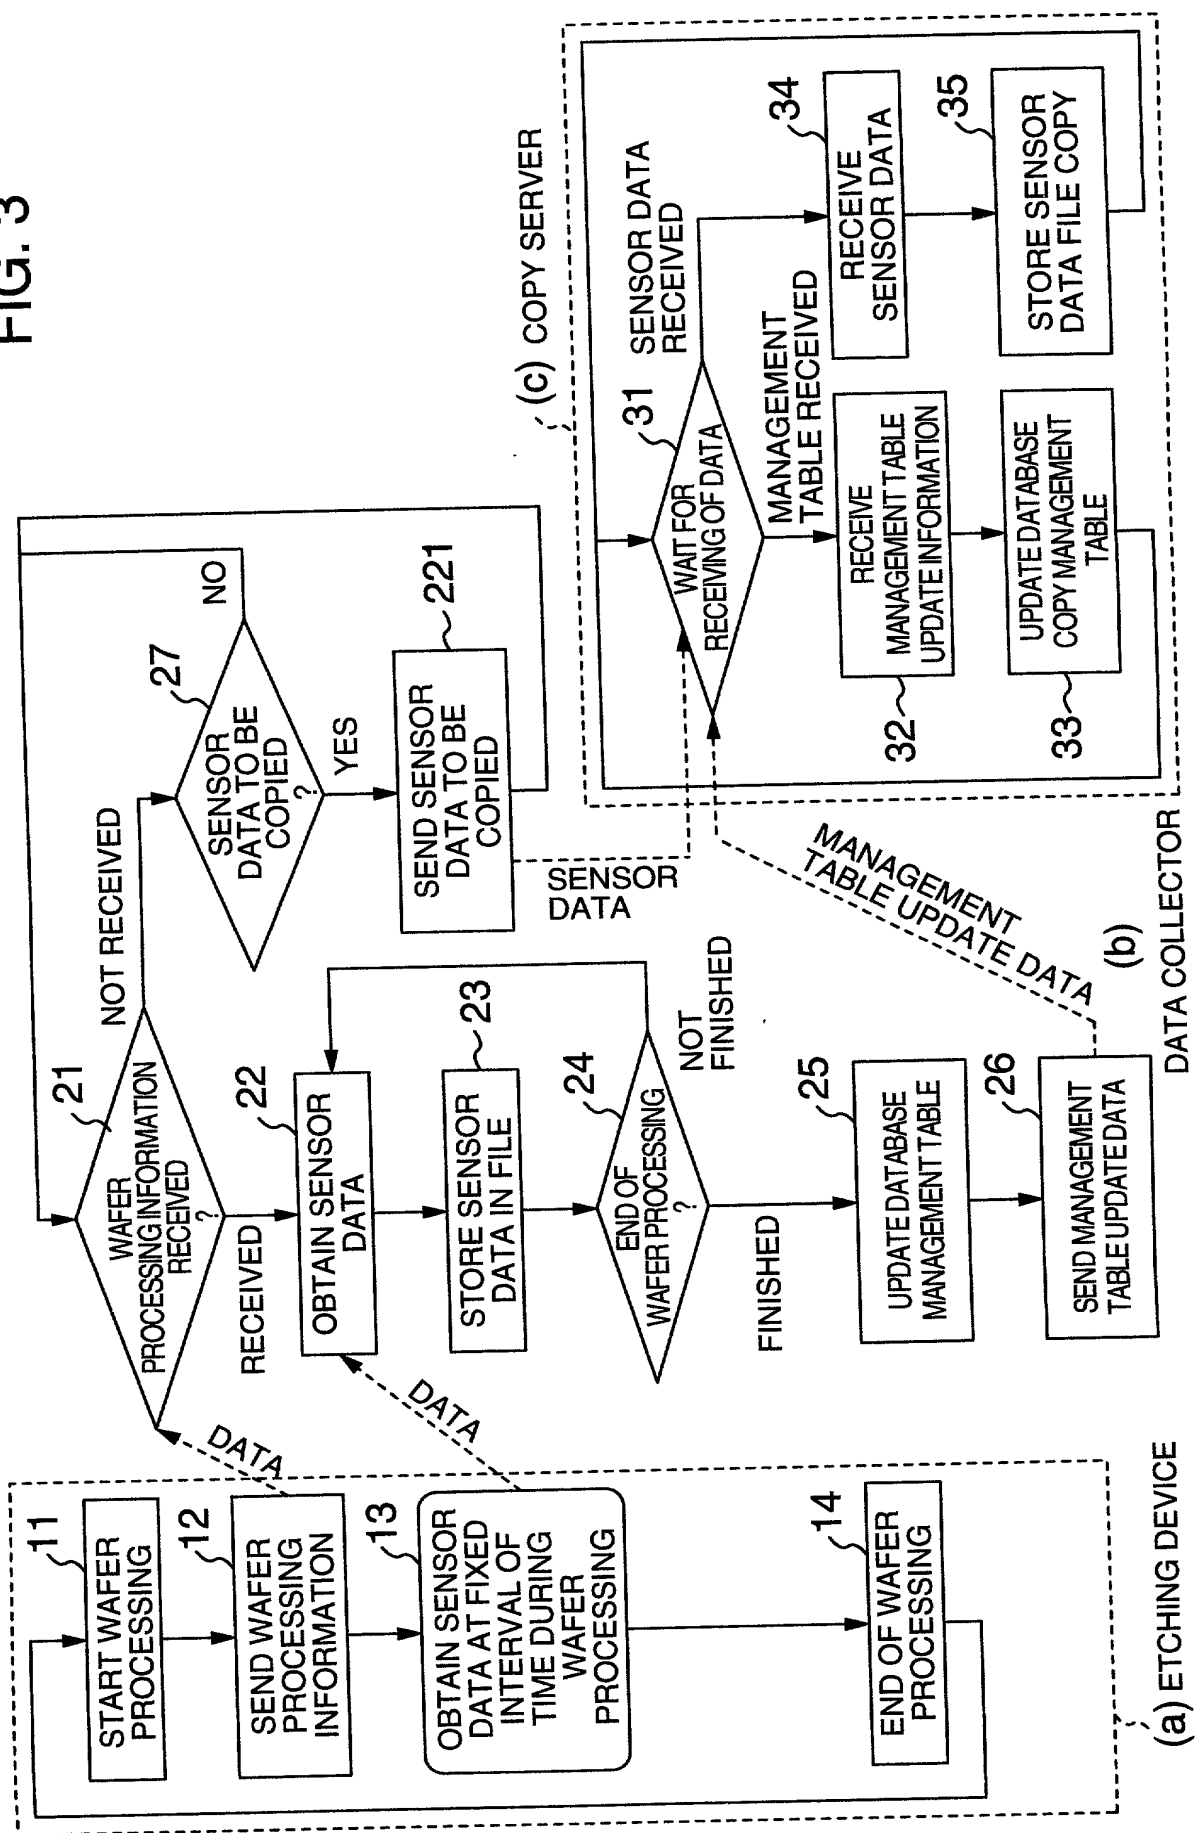 FIG. 3
11
START WAFER
PROCESSING
12
SEND WAFER
PROCESSING
INFORMATION
DATA
13
OBTAIN SENSOR
DATA AT FIXED
INTERVAL OF
TIME DURING
WAFER
PROCESSING
DATA
14
END OF WAFER
PROCESSING
(a) ETCHING DEVICE
21
WAFER
PROCESSING INFORMATION
RECEIVED
?
NOT RECEIVED
RECEIVED
22
OBTAIN SENSOR
DATA
23
STORE SENSOR
DATA IN FILE
24
END OF
WAFER PROCESSING
?
NOT
FINISHED
FINISHED
25
UPDATE DATABASE
MANAGEMENT TABLE
26
SEND MANAGEMENT
TABLE UPDATE DATA
27
SENSOR
DATA TO BE
COPIED
?
NO
YES
221
SEND SENSOR
DATA TO BE
COPIED
SENSOR
DATA
MANAGEMENT
TABLE UPDATE DATA
(b)
DATA COLLECTOR
(c) COPY SERVER
31
WAIT FOR
RECEIVING OF DATA
SENSOR DATA
RECEIVED
MANAGEMENT
TABLE RECEIVED
32
RECEIVE
MANAGEMENT TABLE
UPDATE INFORMATION
33
UPDATE DATABASE
COPY MANAGEMENT
TABLE
34
RECEIVE
SENSOR DATA
35
STORE SENSOR
DATA FILE COPY